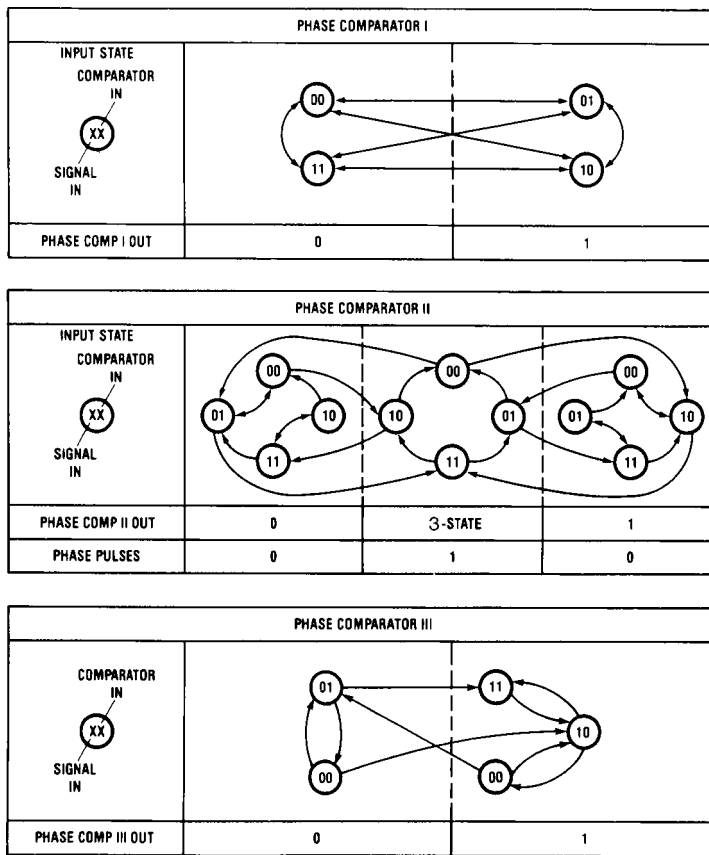 PHASE COMPARATOR I
INPUT STATE
COMPARATOR
IN
XX
SIGNAL
IN
00
01
11
10
PHASE COMP I OUT
0
1
PHASE COMPARATOR II
INPUT STATE
COMPARATOR
IN
XX
SIGNAL
IN
00
00
00
01
10
10
01
01
10
11
11
11
PHASE COMP II OUT
0
3-STATE
1
PHASE PULSES
0
1
0
PHASE COMPARATOR III
COMPARATOR
IN
XX
SIGNAL
IN
01
11
10
00
00
PHASE COMP III OUT
0
1